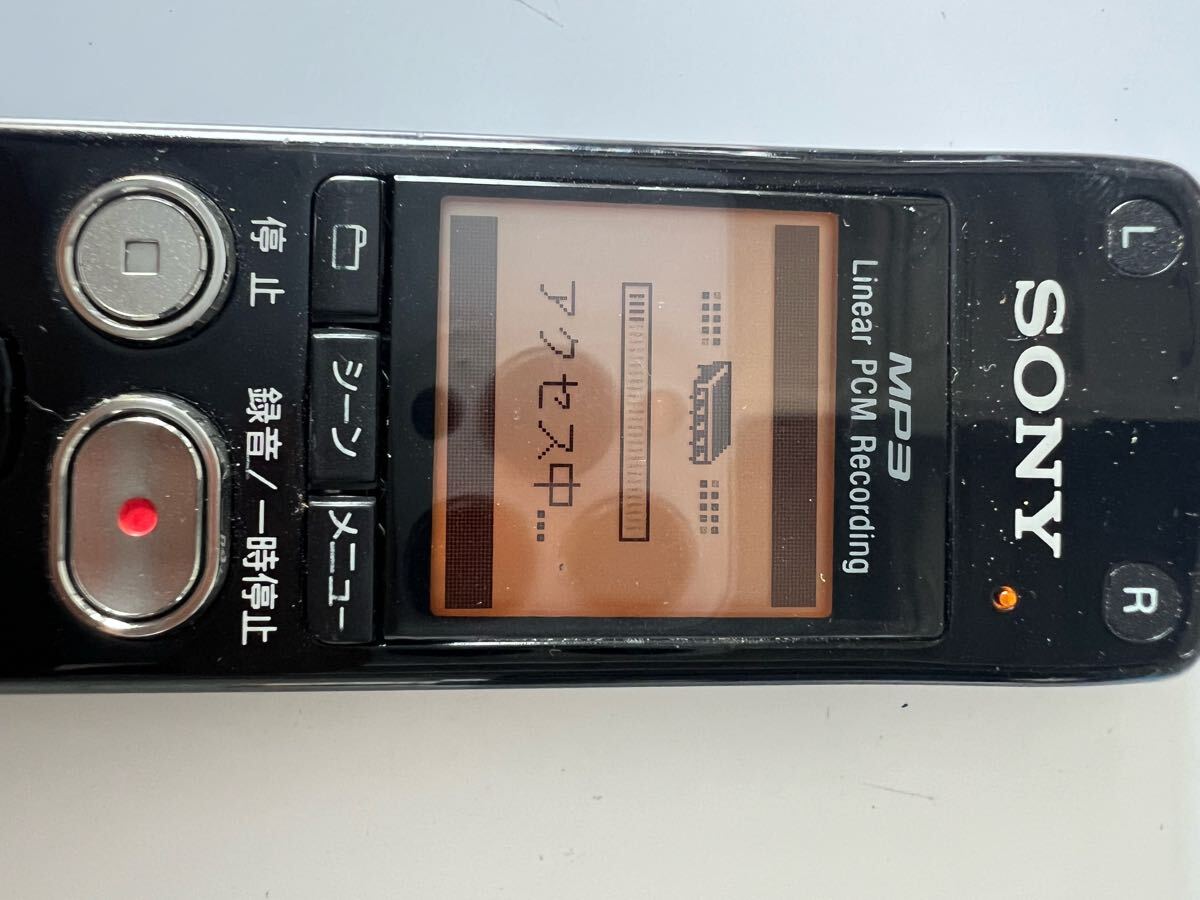 L
R
SONY
MP3
Linear PCM Recording
アクセス中...
シーン
メニュー
停止
録音/一時停止